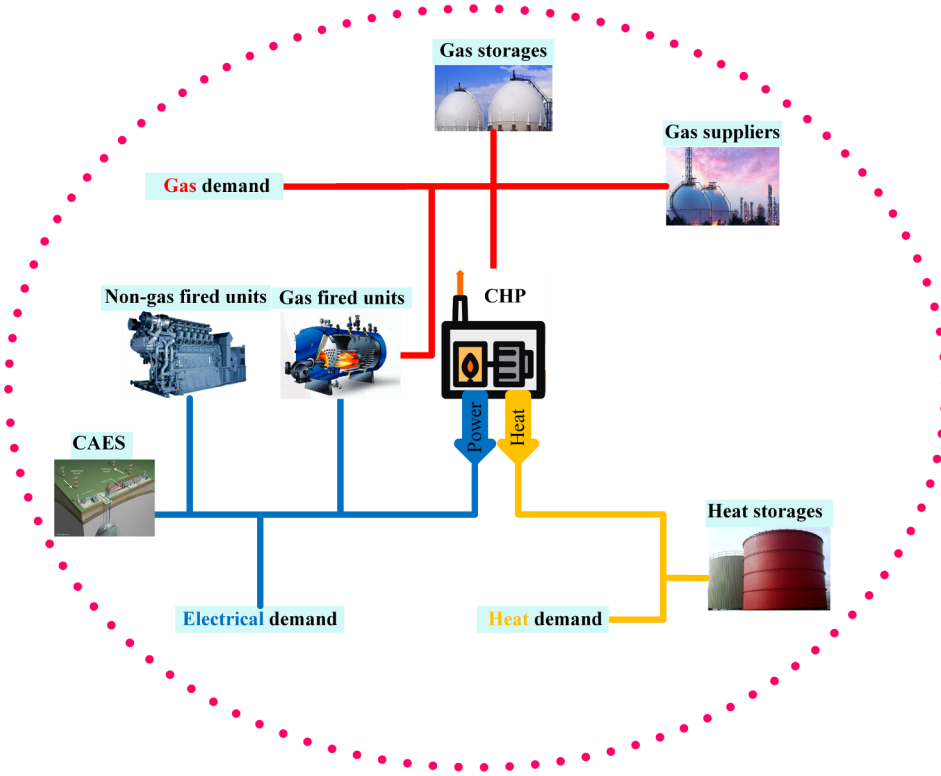 Gas storages
Gas suppliers
Gas demand
Non-gas fired units
Gas fired units
CHP
Power
Heat
CAES
Heat storages
Electrical demand
Heat demand